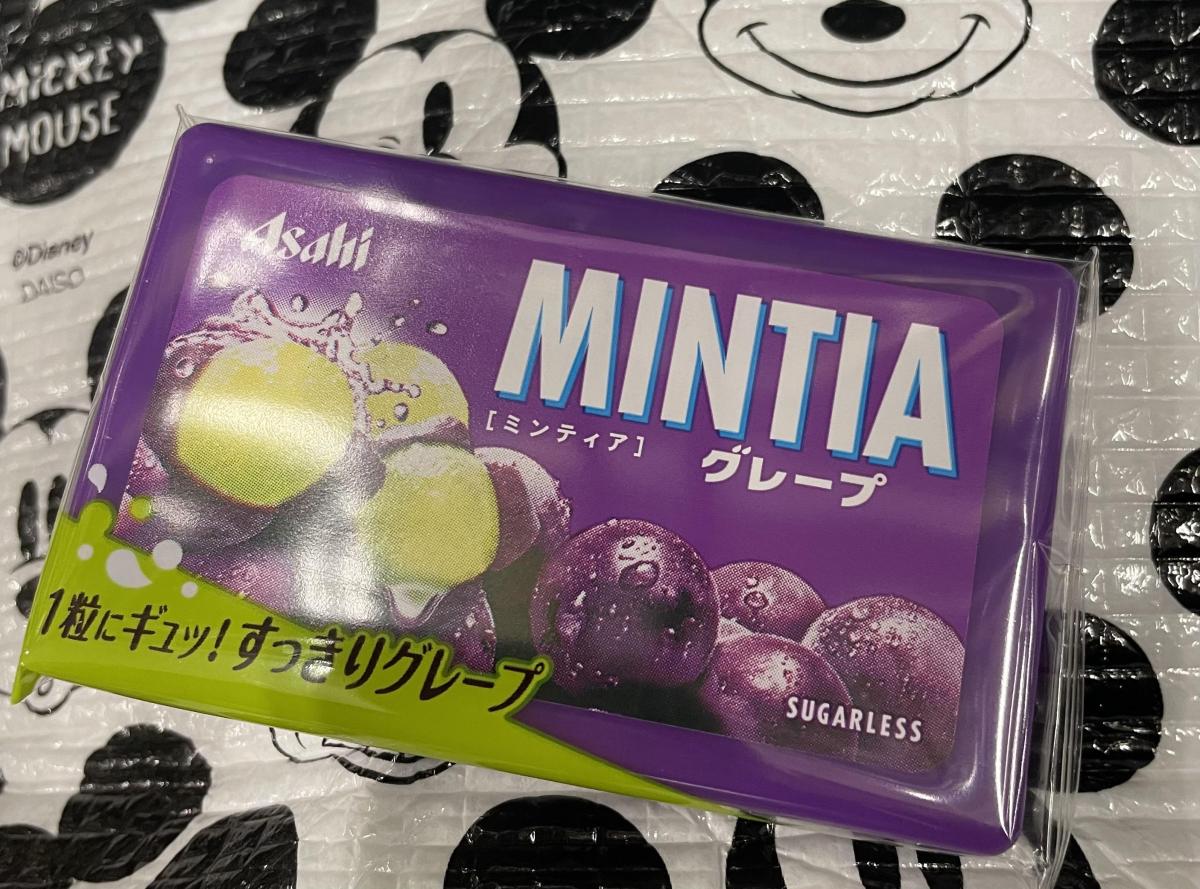 MICKEY
MOUSE
©Disney
DAISO
Asahi
MINTIA
[ミンティア]
グレープ
1粒にギュッ!すっきりグレープ
SUGARLESS